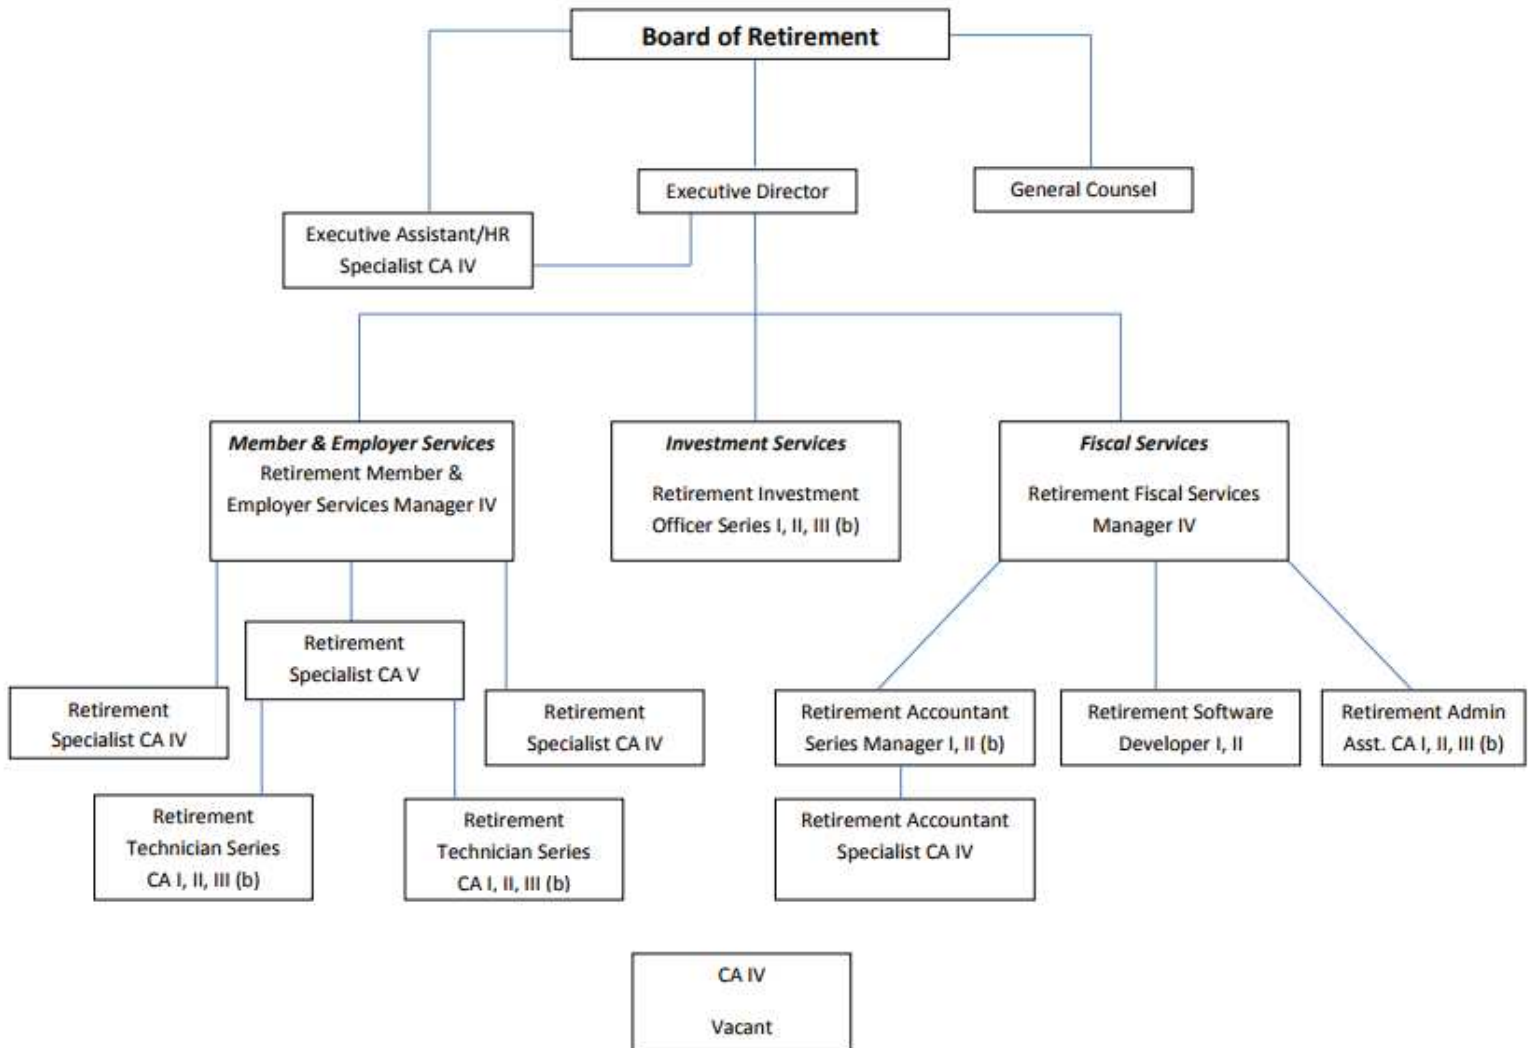 Board of Retirement
Executive Director
General Counsel
Executive Assistant/HR
Specialist CA IV
Member & Employer Services
Retirement Member &
Employer Services Manager IV
Investment Services
Retirement Investment
Officer Series I, II, III (b)
Fiscal Services
Retirement Fiscal Services
Manager IV
Retirement
Specialist CA V
Retirement
Specialist CA IV
Retirement
Specialist CA IV
Retirement Accountant
Series Manager I, II (b)
Retirement Software
Developer I, II
Retirement Admin
Asst. CA I, II, III (b)
Retirement
Technician Series
CA I, II, III (b)
Retirement
Technician Series
CA I, II, III (b)
Retirement Accountant
Specialist CA IV
CA IV
Vacant